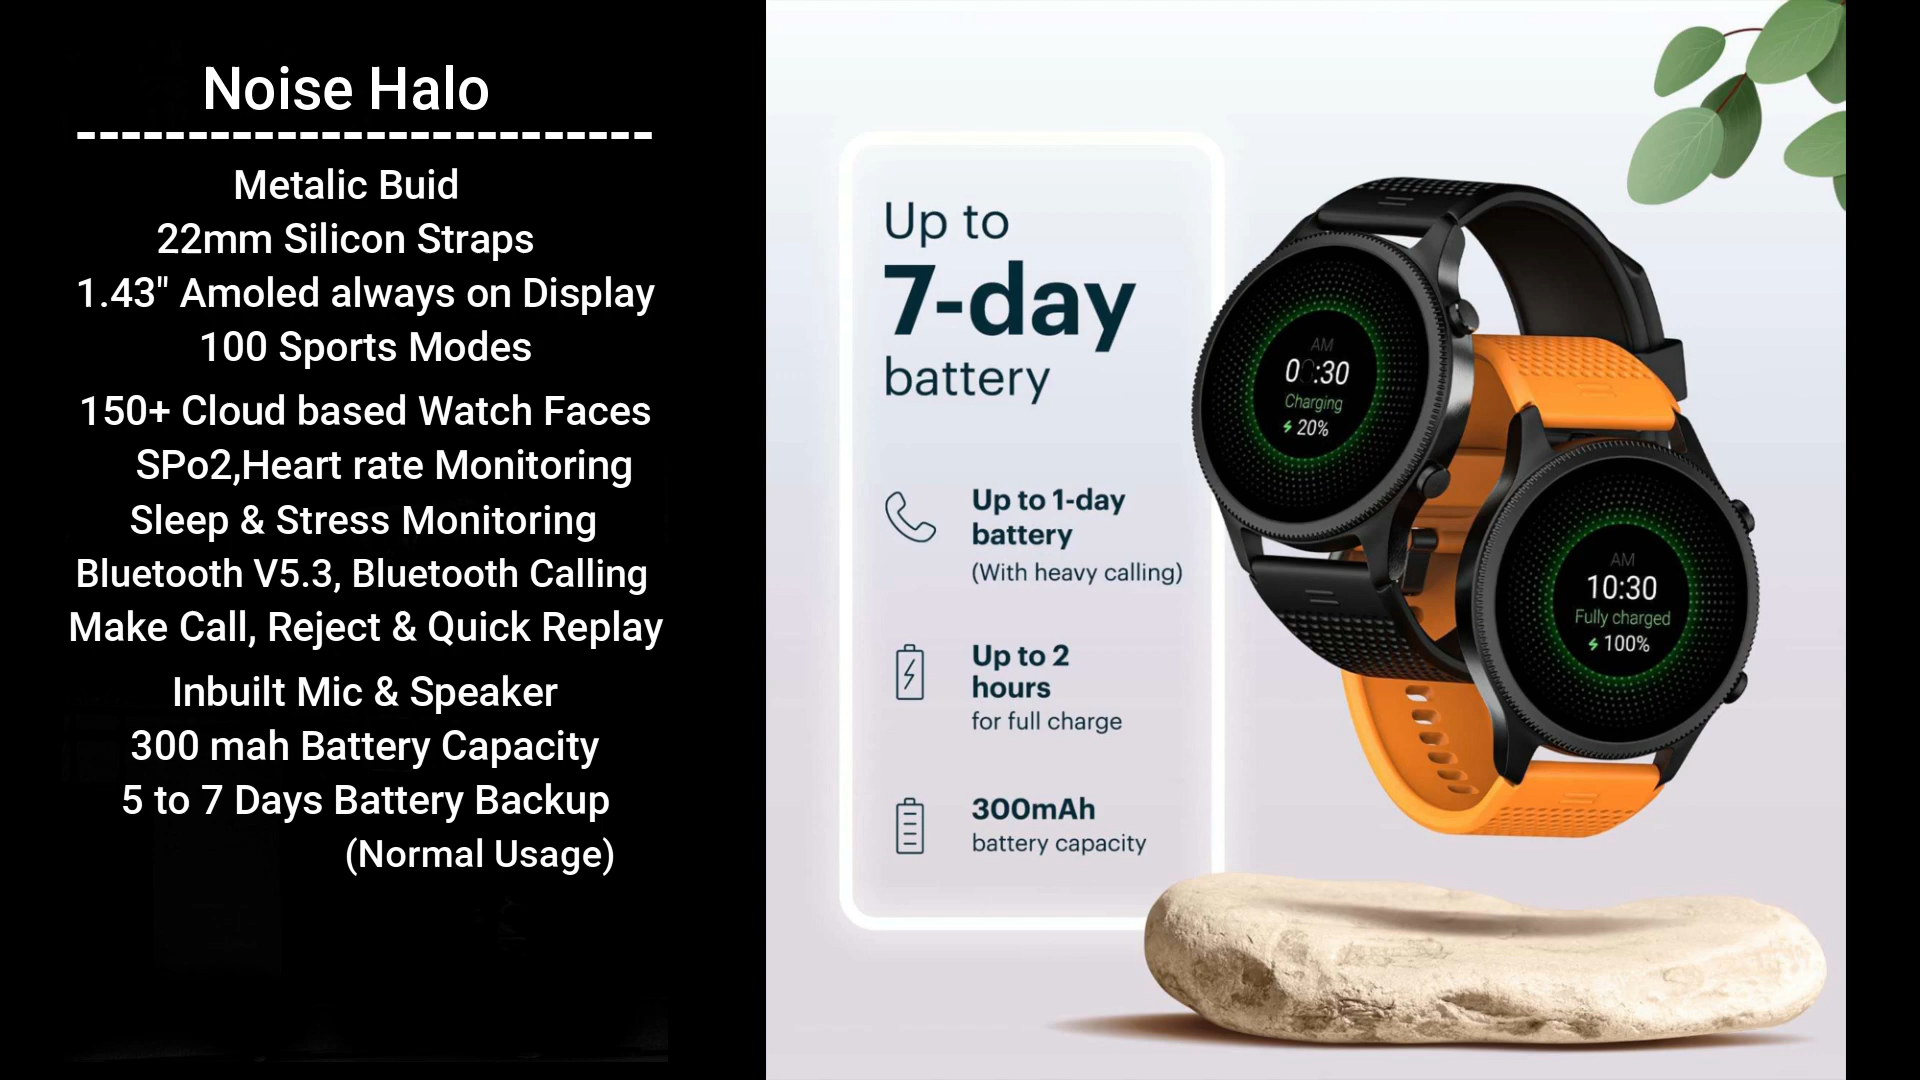 Noise Halo
--------------------------
Metalic Buid
22mm Silicon Straps
1.43" Amoled always on Display
100 Sports Modes
150+ Cloud based Watch Faces
SPo2,Heart rate Monitoring
Sleep & Stress Monitoring
Bluetooth V5.3, Bluetooth Calling
Make Call, Reject & Quick Replay
Inbuilt Mic & Speaker
300 mah Battery Capacity
5 to 7 Days Battery Backup
(Normal Usage)
Up to
7-day
battery
Up to 1-day
battery
(With heavy calling)
Up to 2
hours
for full charge
300mAh
battery capacity
AM
Charging
20%
AM
10:30
Fully charged
100%